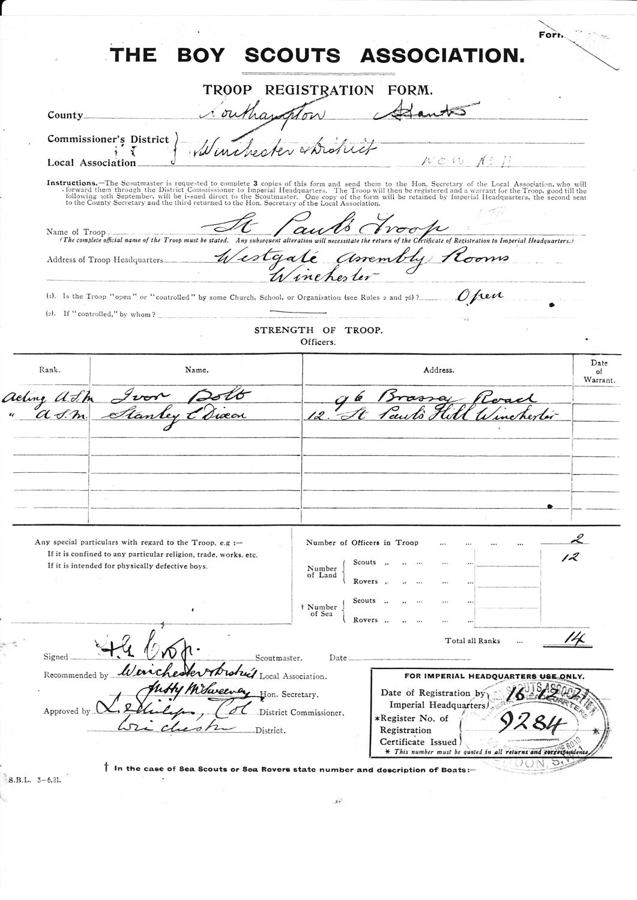 Form
THE BOY SCOUTS ASSOCIATION.
TROOP REGISTRATION FORM.
County Southampton Hants
Commissioner's District
Local Association
Winchester & District
NOW No 11
Instructions.—The Scoutmaster is requested to complete 3 copies of this form and send them to the Hon. Secretary of the Local Association, who will
forward them through the District Commissioner to Imperial Headquarters. The Troop will then be registered and a warrant for the Troop, good till the
following 30th September, will be issued direct to the Scoutmaster. One copy of the form will be retained by Imperial Headquarters, the second sent
to the County Secretary and the third returned to the Hon. Secretary of the Local Association.
Name of Troop St Paul's Troop
(The complete official name of the Troop must be stated. Any subsequent alteration will necessitate the return of the Certificate of Registration to Imperial Headquarters.)
Address of Troop Headquarters Westgate Assembly Rooms
Winchester
(1). Is the Troop "open" or "controlled" by some Church, School, or Organisation (see Rules 2 and 76)? Open
(2). If "controlled," by whom?
STRENGTH OF TROOP.
Officers.
Rank. Name. Address. Date of Warrant.
Acting A.S.M Ivor Bolt 96 Brassey Road
" A.S.M. Stanley C Dixon 12. St Paul's Hill Winchester
Any special particulars with regard to the Troop, e.g :—
If it is confined to any particular religion, trade, works, etc.
If it is intended for physically defective boys.
Number of Officers in Troop ... ... ... 2
Number of Land Scouts „ „ ... ... 12
Rovers „ „ ... ...
† Number of Sea Scouts „ „ ... ...
Rovers „ „ ... ...
Total all Ranks ... 14
Signed Scoutmaster. Date
Recommended by Winchester & District Local Association.
McSweeney Hon. Secretary.
Approved by Col District Commissioner.
Winchester District.
FOR IMPERIAL HEADQUARTERS USE ONLY.
Date of Registration by
Imperial Headquarters
*Register No. of
Registration
Certificate Issued
9284
* This number must be quoted in all returns and correspondence.
† In the case of Sea Scouts or Sea Rovers state number and description of Boats:—
S.B.L. 3-6.21.